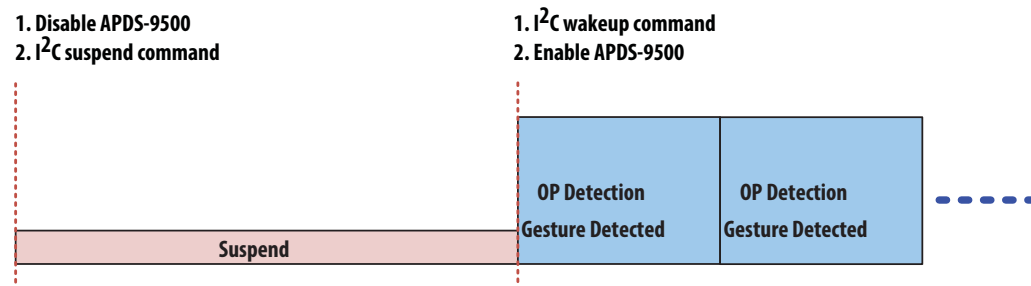 1. Disable APDS-9500
2. I²C suspend command
1. I²C wakeup command
2. Enable APDS-9500
Suspend
OP Detection
Gesture Detected
OP Detection
Gesture Detected